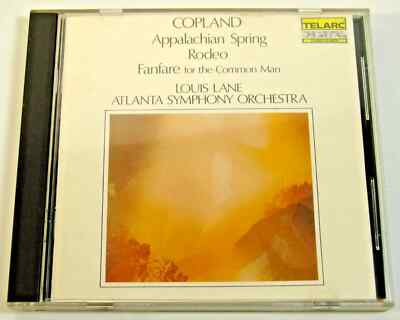 COPLAND
TELARC
Appalachian Spring
Rodeo
Fanfare for the Common Man
LOUIS LANE
ATLANTA SYMPHONY ORCHESTRA